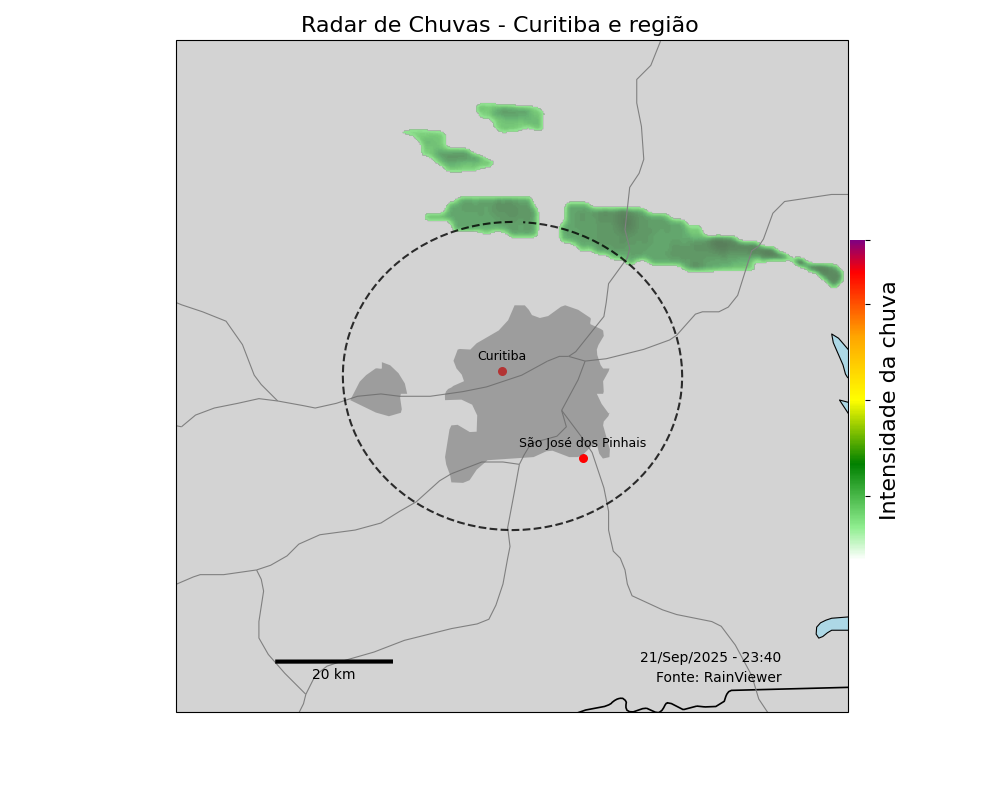 Radar de Chuvas - Curitiba e região
Curitiba
São José dos Pinhais
Intensidade da chuva
20 km
21/Sep/2025 - 23:40
Fonte: RainViewer